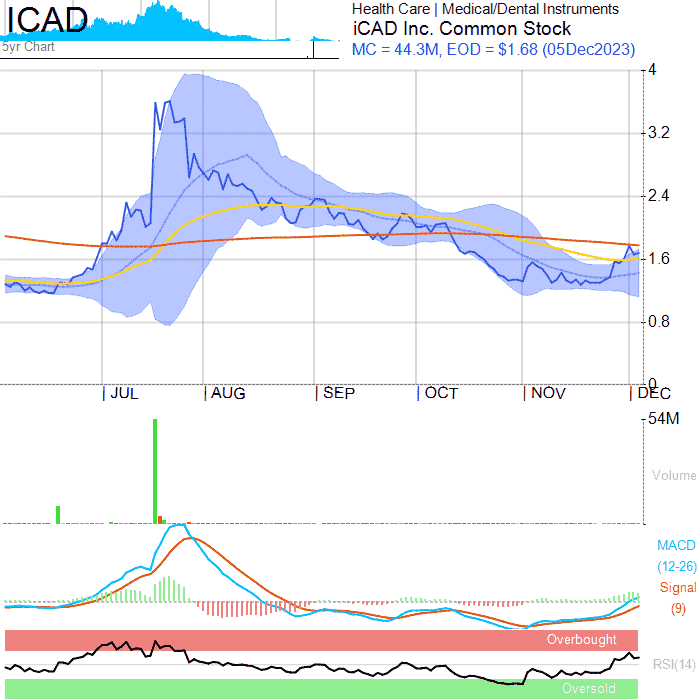 ICAD
Health Care | Medical/Dental Instruments
iCAD Inc. Common Stock
5yr Chart
MC = 44.3M, EOD = $1.68 (05Dec2023)
4
3.2
2.4
1.6
0.8
0
JUL AUG SEP OCT NOV DEC
54M
Volume
MACD
(12-26)
Signal
(9)
Overbought
RSI(14)
Oversold